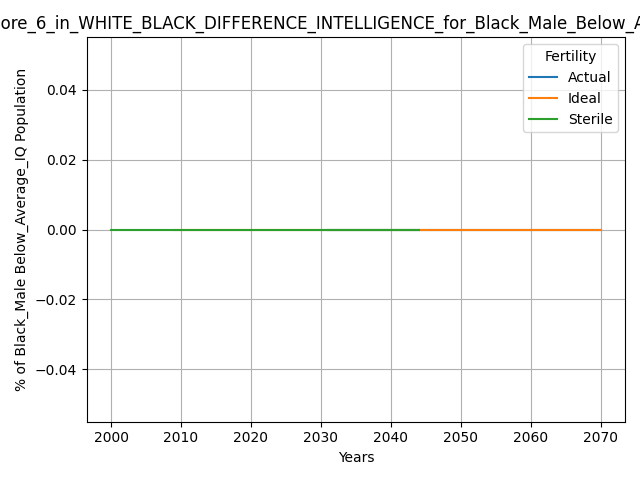 ore_6_in_WHITE_BLACK_DIFFERENCE_INTELLIGENCE_for_Black_Male_Below_A
Fertility
Actual
Ideal
Sterile
% of Black_Male Below_Average_IQ Population
0.04
0.02
0.00
−0.02
−0.04
2000 2010 2020 2030 2040 2050 2060 2070
Years